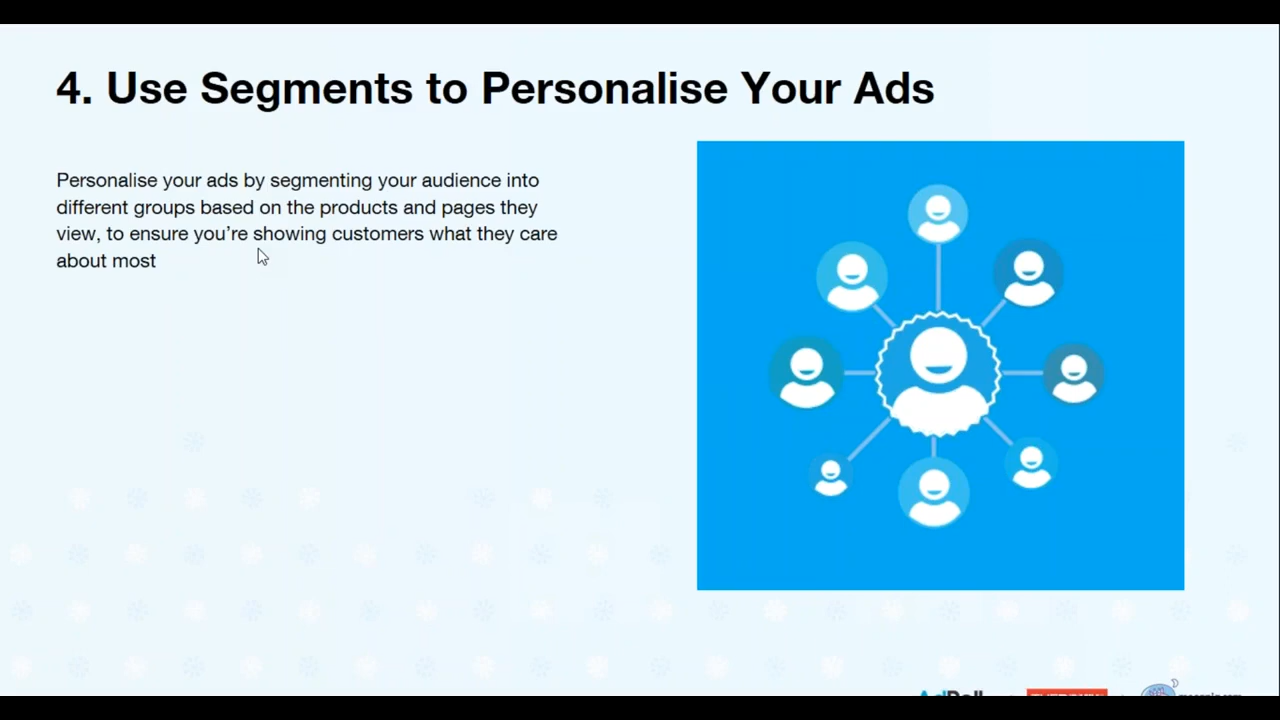 4. Use Segments to Personalise Your Ads
Personalise your ads by segmenting your audience into
different groups based on the products and pages they
view, to ensure you’re showing customers what they care
about most
AdRoll